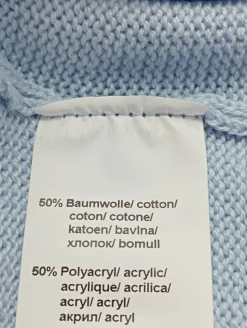 50% Baumwolle/ cotton/
coton/ cotone/
katoen/ bavlna/
хлопок/ bomull
50% Polyacryl/ acrylic/
acrylique/ acrilica/
acryl/ acryl/
акрил/ acryl